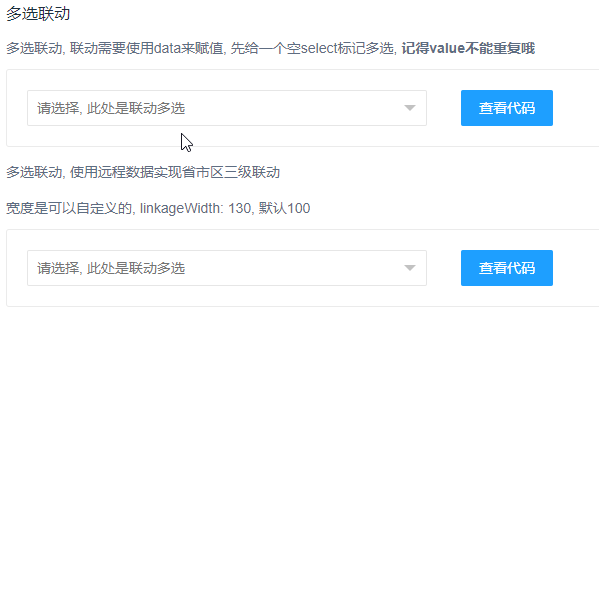 多选联动
多选联动, 联动需要使用data来赋值, 先给一个空select标记多选, 记得value不能重复哦
请选择, 此处是联动多选
查看代码
多选联动, 使用远程数据实现省市区三级联动
宽度是可以自定义的, linkageWidth: 130, 默认100
请选择, 此处是联动多选
查看代码